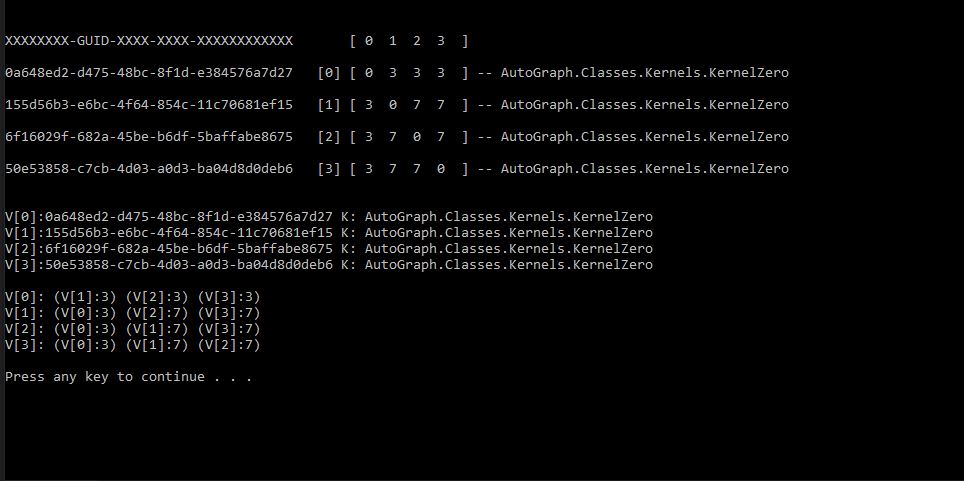 XXXXXXXX-GUID-XXXX-XXXX-XXXXXXXXXXXX [ 0 1 2 3 ]
0a648ed2-d475-48bc-8f1d-e384576a7d27 [0] [ 0 3 3 3 ] -- AutoGraph.Classes.Kernels.KernelZero
155d56b3-e6bc-4f64-854c-11c70681ef15 [1] [ 3 0 7 7 ] -- AutoGraph.Classes.Kernels.KernelZero
6f16029f-682a-45be-b6df-5baffabe8675 [2] [ 3 7 0 7 ] -- AutoGraph.Classes.Kernels.KernelZero
50e53858-c7cb-4d03-a0d3-ba04d8d0deb6 [3] [ 3 7 7 0 ] -- AutoGraph.Classes.Kernels.KernelZero
V[0]:0a648ed2-d475-48bc-8f1d-e384576a7d27 K: AutoGraph.Classes.Kernels.KernelZero
V[1]:155d56b3-e6bc-4f64-854c-11c70681ef15 K: AutoGraph.Classes.Kernels.KernelZero
V[2]:6f16029f-682a-45be-b6df-5baffabe8675 K: AutoGraph.Classes.Kernels.KernelZero
V[3]:50e53858-c7cb-4d03-a0d3-ba04d8d0deb6 K: AutoGraph.Classes.Kernels.KernelZero
V[0]: (V[1]:3) (V[2]:3) (V[3]:3)
V[1]: (V[0]:3) (V[2]:7) (V[3]:7)
V[2]: (V[0]:3) (V[1]:7) (V[3]:7)
V[3]: (V[0]:3) (V[1]:7) (V[2]:7)
Press any key to continue . . .